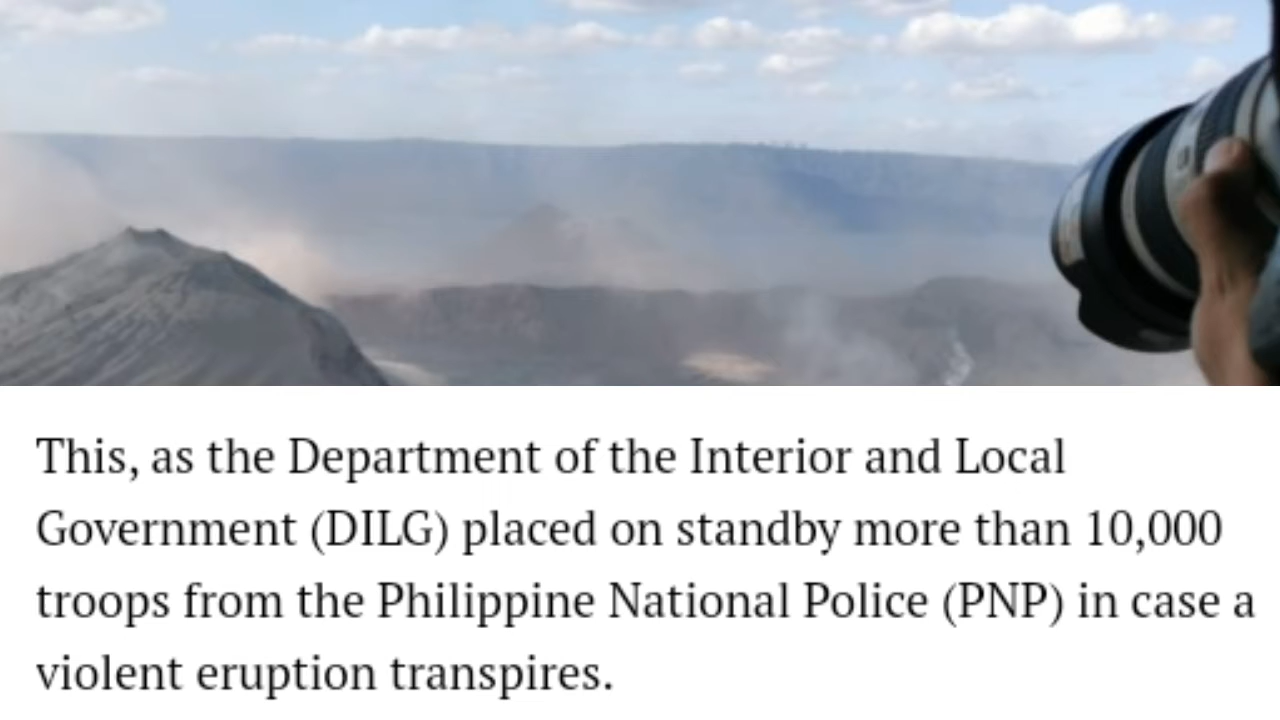 This, as the Department of the Interior and Local
Government (DILG) placed on standby more than 10,000
troops from the Philippine National Police (PNP) in case a
violent eruption transpires.